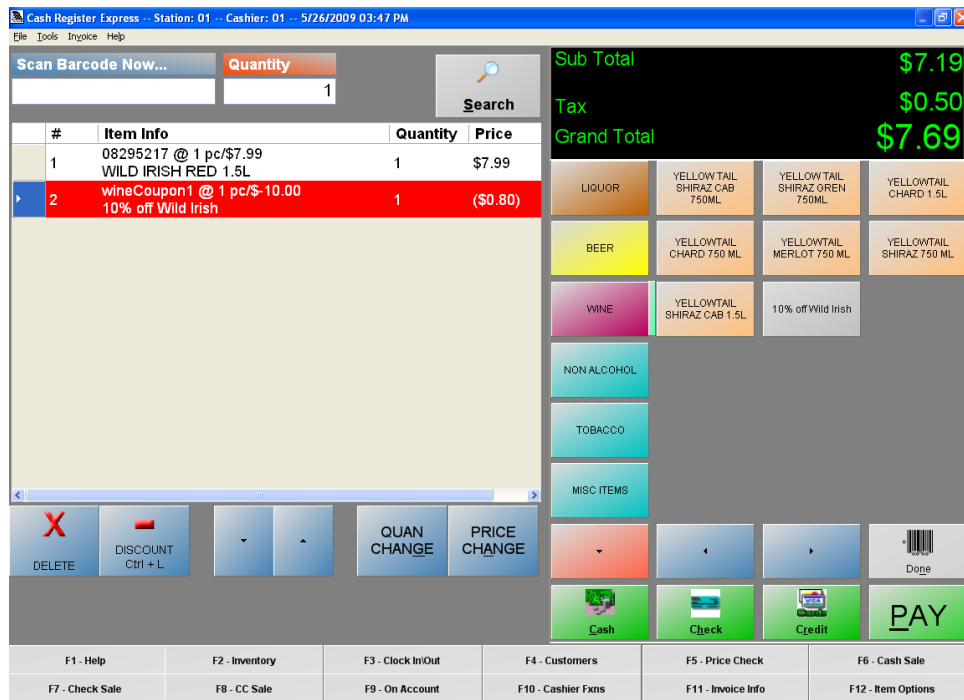 Cash Register Express -- Station: 01 -- Cashier: 01 -- 5/26/2009 03:47 PM
File Tools Invoice Help
Scan Barcode Now...
Quantity
1
Search
Sub Total $7.19
Tax $0.50
Grand Total $7.69
# Item Info Quantity Price
1 08295217 @ 1 pc/$7.99 1 $7.99
WILD IRISH RED 1.5L
2 wineCoupon1 @ 1 pc/$-10.00 1 ($0.80)
10% off Wild Irish
LIQUOR
YELLOW TAIL
SHIRAZ CAB
750ML
YELLOW TAIL
SHIRAZ GREN
750ML
YELLOWTAIL
CHARD 1.5L
BEER
YELLOWTAIL
CHARD 750 ML
YELLOWTAIL
MERLOT 750 ML
YELLOWTAIL
SHIRAZ 750 ML
WINE
YELLOWTAIL
SHIRAZ CAB 1.5L
10% off Wild Irish
NON ALCOHOL
TOBACCO
MISC ITEMS
X
DELETE
DISCOUNT
Ctrl + L
QUAN
CHANGE
PRICE
CHANGE
Done
Cash
Check
VISA
Cards
Credit
PAY
F1 - Help
F2 - Inventory
F3 - Clock In\Out
F4 - Customers
F5 - Price Check
F6 - Cash Sale
F7 - Check Sale
F8 - CC Sale
F9 - On Account
F10 - Cashier Fxns
F11 - Invoice Info
F12 - Item Options